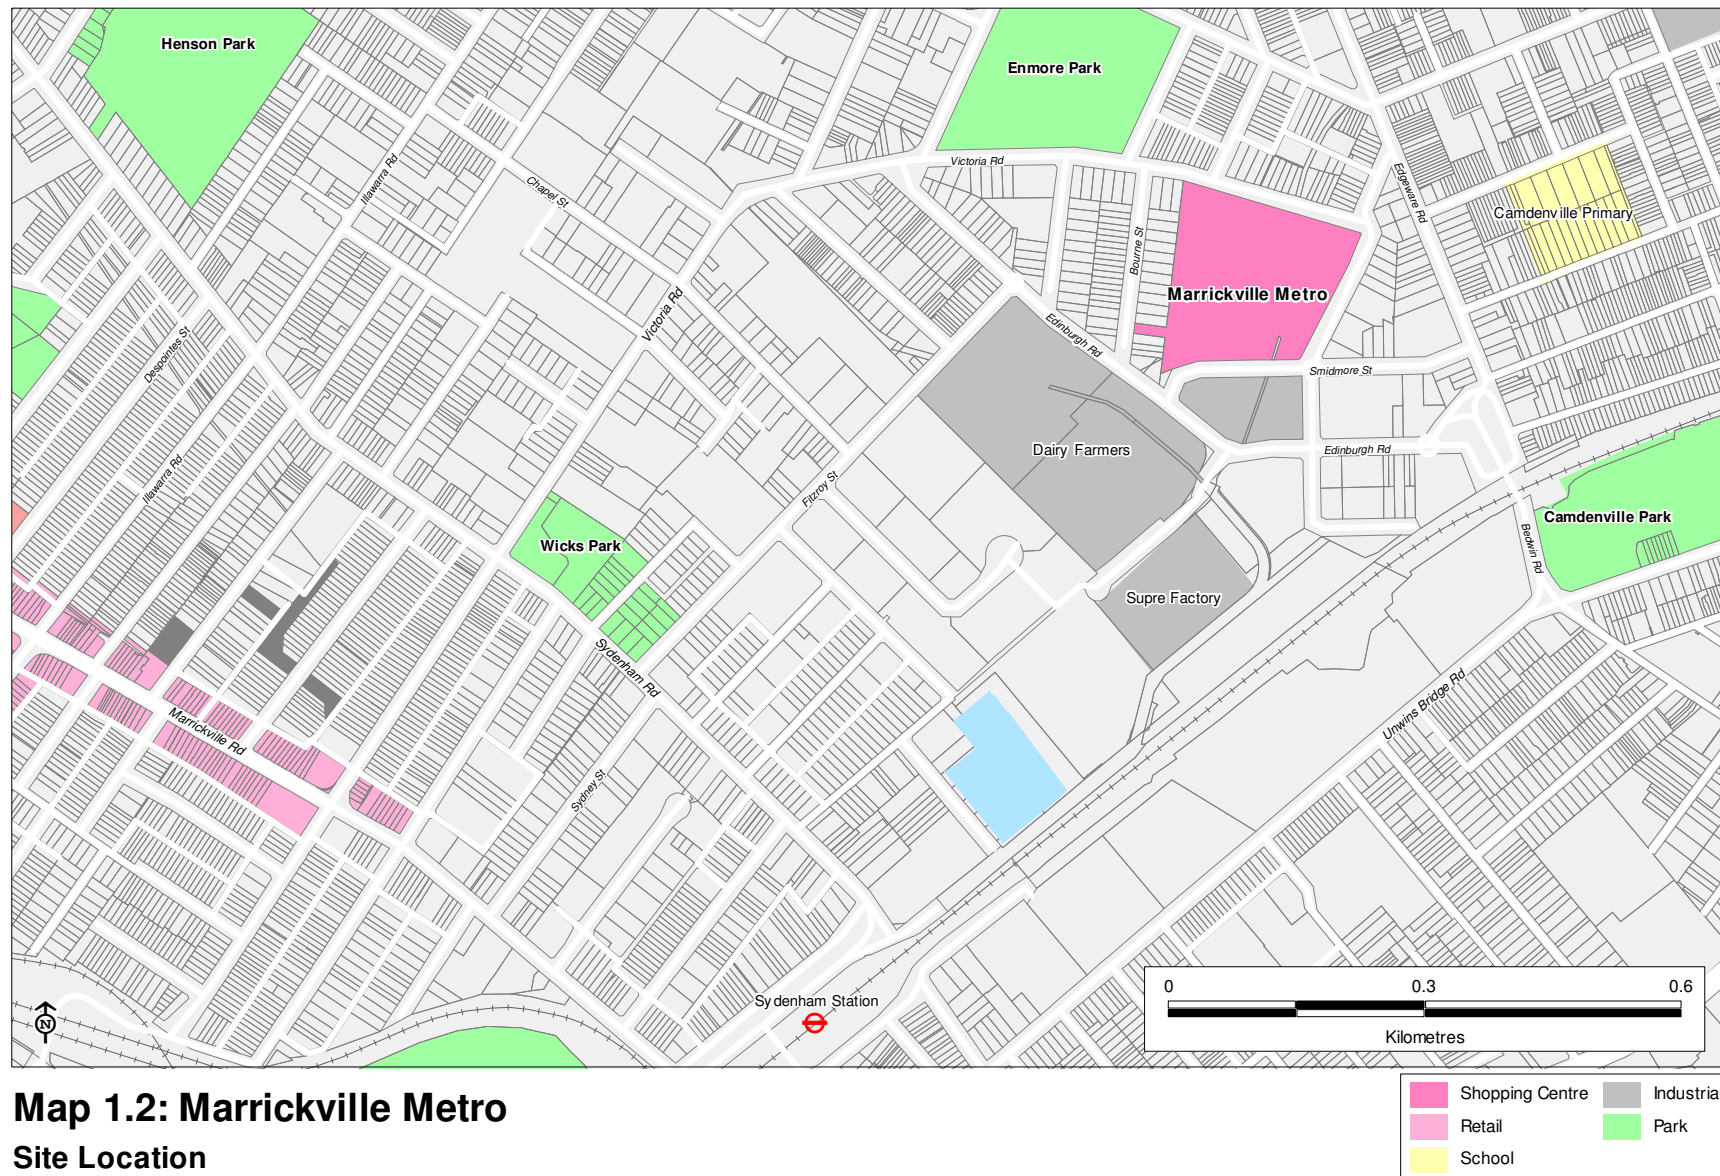 Henson Park
Enmore Park
Victoria Rd
Illawarra Rd
Chapel St
Edgeware Rd
Camdenville Primary
Bourne St
Marrickville Metro
Victoria Rd
Edinburgh Rd
Despointes St
Smidmore St
Dairy Farmers
Edinburgh Rd
Illawarra Rd
Fitzroy St
Camdenville Park
Wicks Park
Bedwin Rd
Supre Factory
Sydenham Rd
Unwins Bridge Rd
Marrickville Rd
Sydney St
Sydenham Station
N
0 0.3 0.6
Kilometres
Map 1.2: Marrickville Metro
Site Location
Shopping Centre
Industria
Retail
Park
School